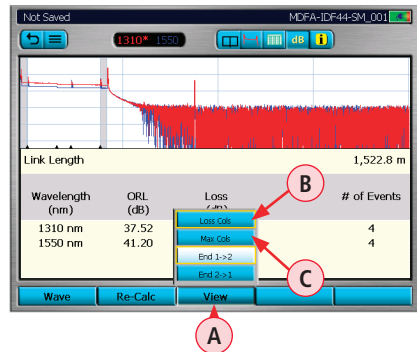 Not Saved MDFA-IDF44-SM_001
1310* 1550 dB i
Link Length 1,522.8 m
B
Wavelength ORL Loss # of Events
(nm) (dB) (dB)
Loss Cols
1310 nm 37.52 4
Max Cols
1550 nm 41.20 4
C
End 1->2
End 2->1
Wave Re-Calc View
A